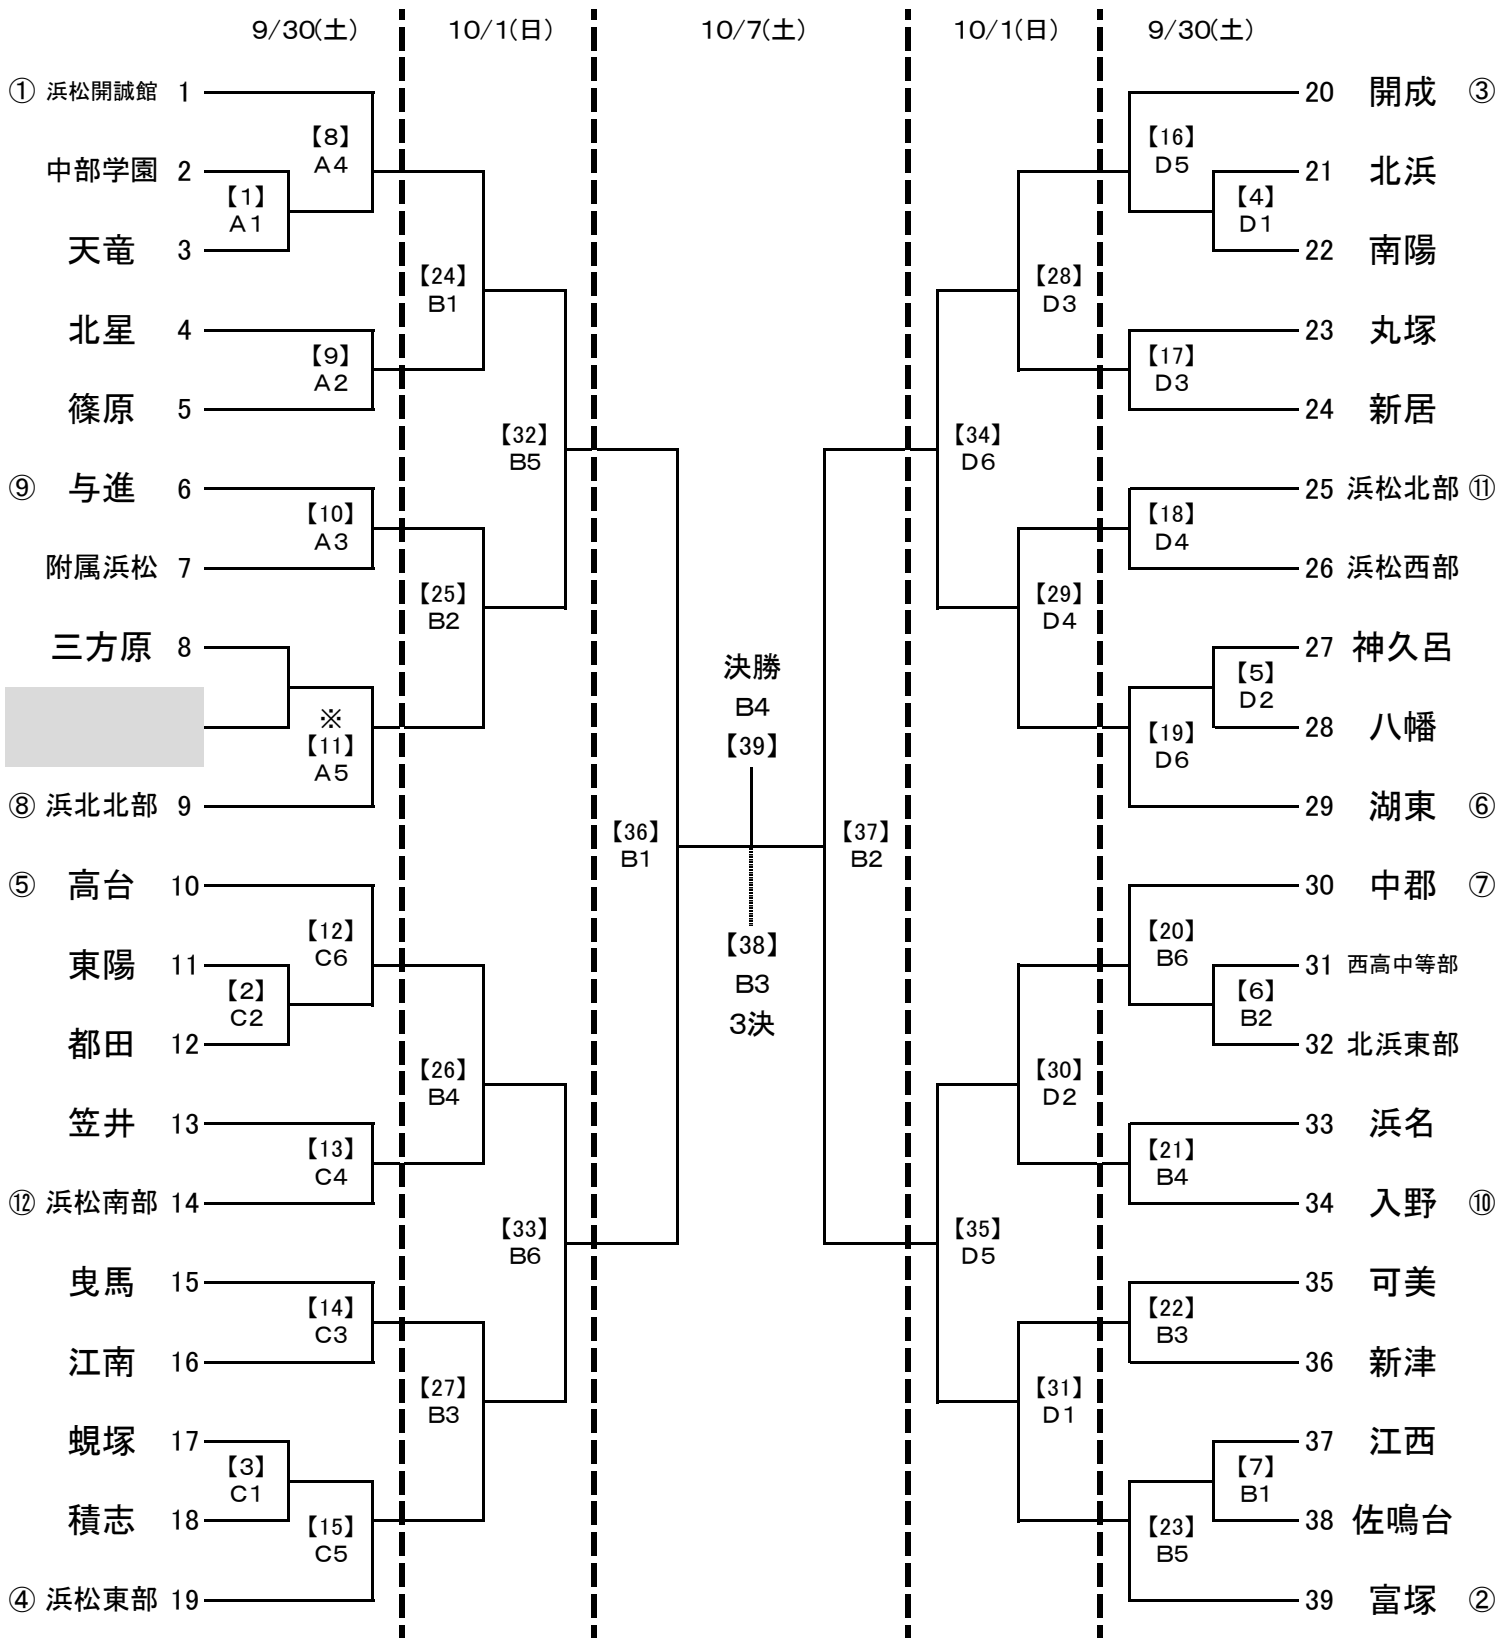 9/30(土) 10/1(日) 10/7(土) 10/1(日) 9/30(土)
① 浜松開誠館 1
中部学園 2
天竜 3
北星 4
篠原 5
⑨ 与進 6
附属浜松 7
三方原 8
⑧ 浜北北部 9
⑤ 高台 10
東陽 11
都田 12
笠井 13
⑫ 浜松南部 14
曳馬 15
江南 16
蜆塚 17
積志 18
④ 浜松東部 19
【1】
A1
【2】
C2
【3】
C1
【8】
A4
【9】
A2
【10】
A3
※
【11】
A5
【12】
C6
【13】
C4
【14】
C3
【15】
C5
【24】
B1
【25】
B2
【26】
B4
【27】
B3
【32】
B5
【33】
B6
【36】
B1
決勝
B4
【39】
【38】
B3
3決
【37】
B2
【34】
D6
【35】
D5
【28】
D3
【29】
D4
【30】
D2
【31】
D1
【16】
D5
【17】
D3
【18】
D4
【19】
D6
【20】
B6
【21】
B4
【22】
B3
【23】
B5
【4】
D1
【5】
D2
【6】
B2
【7】
B1
20 開成 ③
21 北浜
22 南陽
23 丸塚
24 新居
25 浜松北部 ⑪
26 浜松西部
27 神久呂
28 八幡
29 湖東 ⑥
30 中郡 ⑦
31 西高中等部
32 北浜東部
33 浜名
34 入野 ⑩
35 可美
36 新津
37 江西
38 佐鳴台
39 富塚 ②